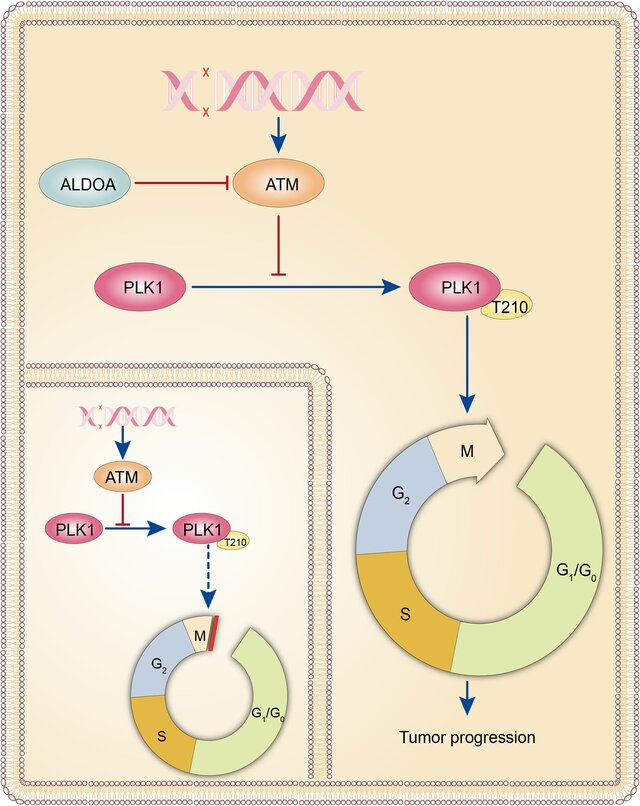 X
X
ALDOA
ATM
PLK1
PLK1
T210
M
G2
G1/G0
S
Tumor progression
X
X
ATM
PLK1
PLK1
T210
M
G2
G1/G0
S